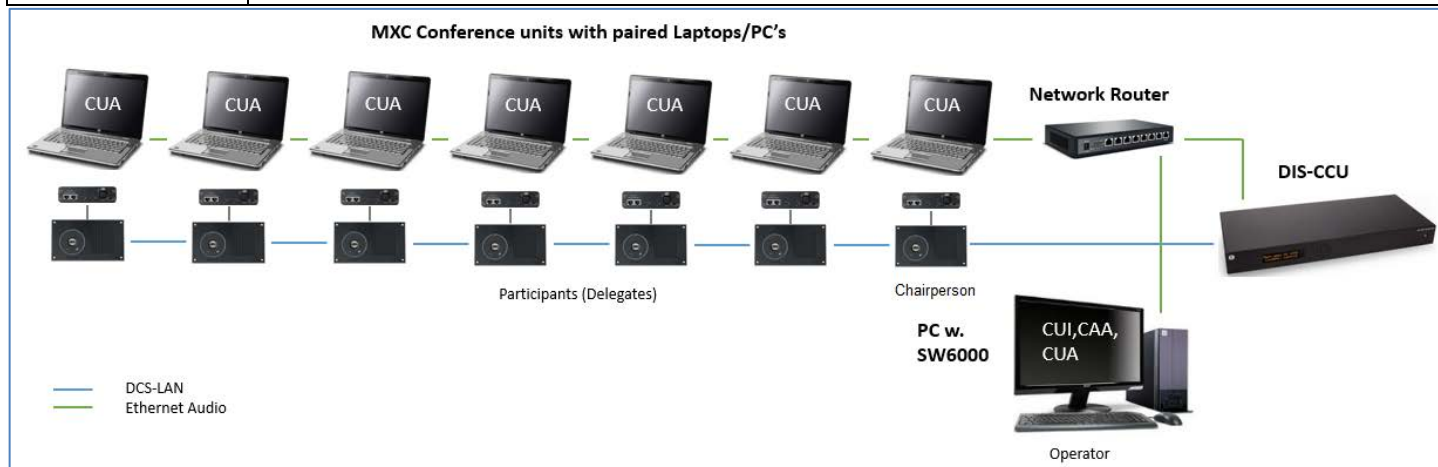 MXC Conference units with paired Laptops/PC's
CUA
CUA
CUA
CUA
CUA
CUA
CUA
Network Router
DIS-CCU
Participants (Delegates)
Chairperson
PC w.
SW6000
CUI,CAA,
CUA
DCS-LAN
Ethernet Audio
Operator